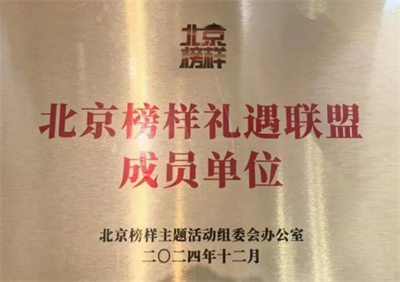 北京
榜样
北京榜样礼遇联盟
成员单位
北京榜样主题活动组委会办公室
二〇二四年十二月